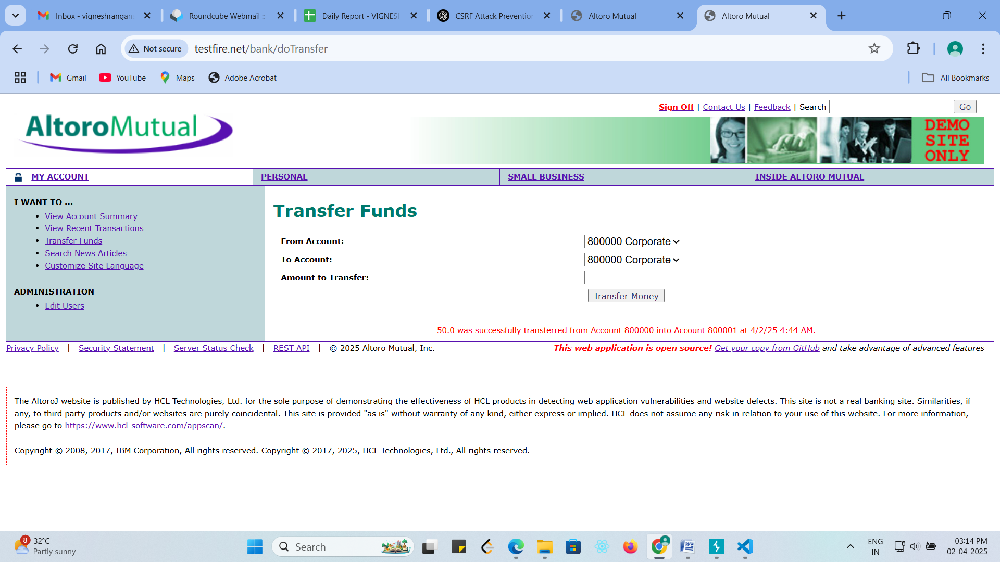 Inbox - vigneshrangana
Roundcube Webmail ::
Daily Report - VIGNESH
CSRF Attack Prevention
Altoro Mutual
Altoro Mutual
Not secure
testfire.net/bank/doTransfer
Gmail
YouTube
Maps
Adobe Acrobat
All Bookmarks
Sign Off | Contact Us | Feedback | Search
Go
AltoroMutual
DEMO
SITE
ONLY
MY ACCOUNT
PERSONAL
SMALL BUSINESS
INSIDE ALTORO MUTUAL
I WANT TO ...
• View Account Summary
• View Recent Transactions
• Transfer Funds
• Search News Articles
• Customize Site Language
ADMINISTRATION
• Edit Users
Transfer Funds
From Account:
800000 Corporate
To Account:
800000 Corporate
Amount to Transfer:
Transfer Money
50.0 was successfully transferred from Account 800000 into Account 800001 at 4/2/25 4:44 AM.
Privacy Policy | Security Statement | Server Status Check | REST API | © 2025 Altoro Mutual, Inc.
This web application is open source! Get your copy from GitHub and take advantage of advanced features
The AltoroJ website is published by HCL Technologies, Ltd. for the sole purpose of demonstrating the effectiveness of HCL products in detecting web application vulnerabilities and website defects. This site is not a real banking site. Similarities, if
any, to third party products and/or websites are purely coincidental. This site is provided "as is" without warranty of any kind, either express or implied. HCL does not assume any risk in relation to your use of this website. For more information,
please go to https://www.hcl-software.com/appscan/.
Copyright © 2008, 2017, IBM Corporation, All rights reserved. Copyright © 2017, 2025, HCL Technologies, Ltd., All rights reserved.
8
32°C
Partly sunny
Search
ENG
IN
03:14 PM
02-04-2025